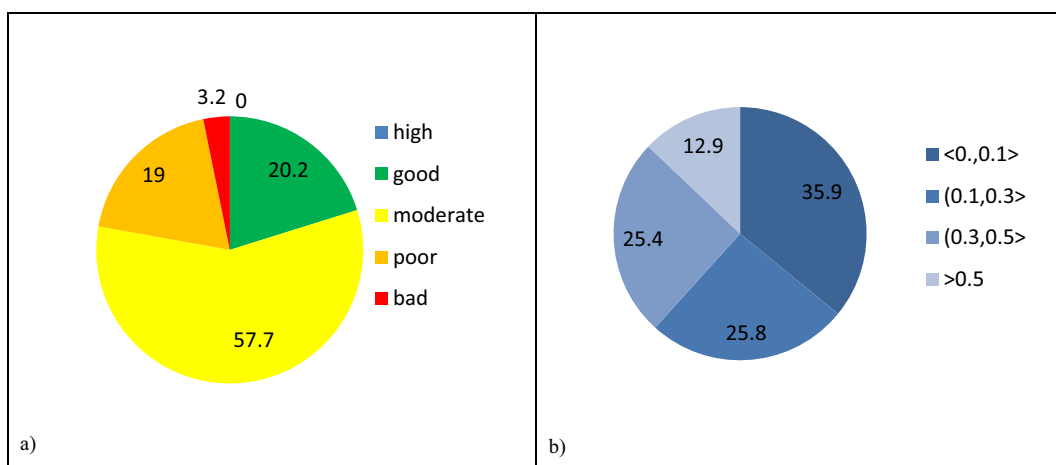 3.2 0
19
20.2
57.7
high
good
moderate
poor
bad
a)
12.9
35.9
25.4
25.8
<0.,0.1>
(0.1,0.3>
(0.3,0.5>
>0.5
b)